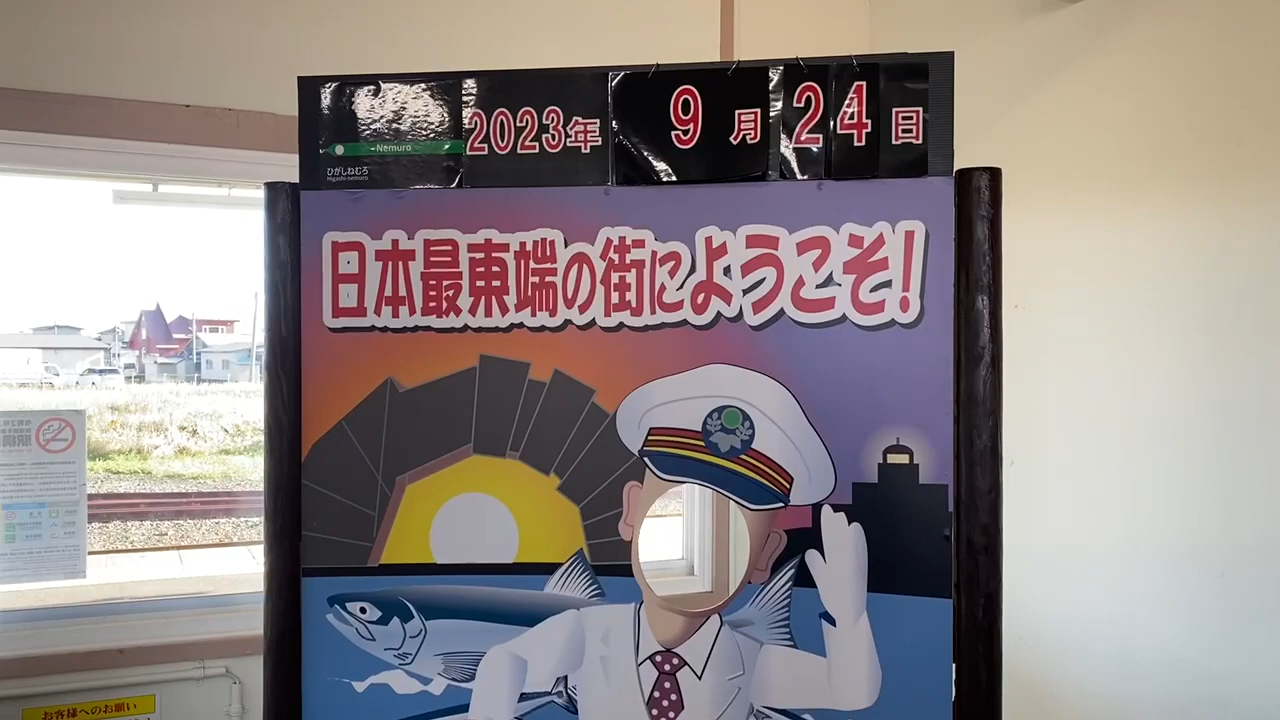 2023年 9月 24日
-Nemuro
ひがしねむろ
Higashi-nemuro
日本最東端の街にようこそ!
お客様へのお願い